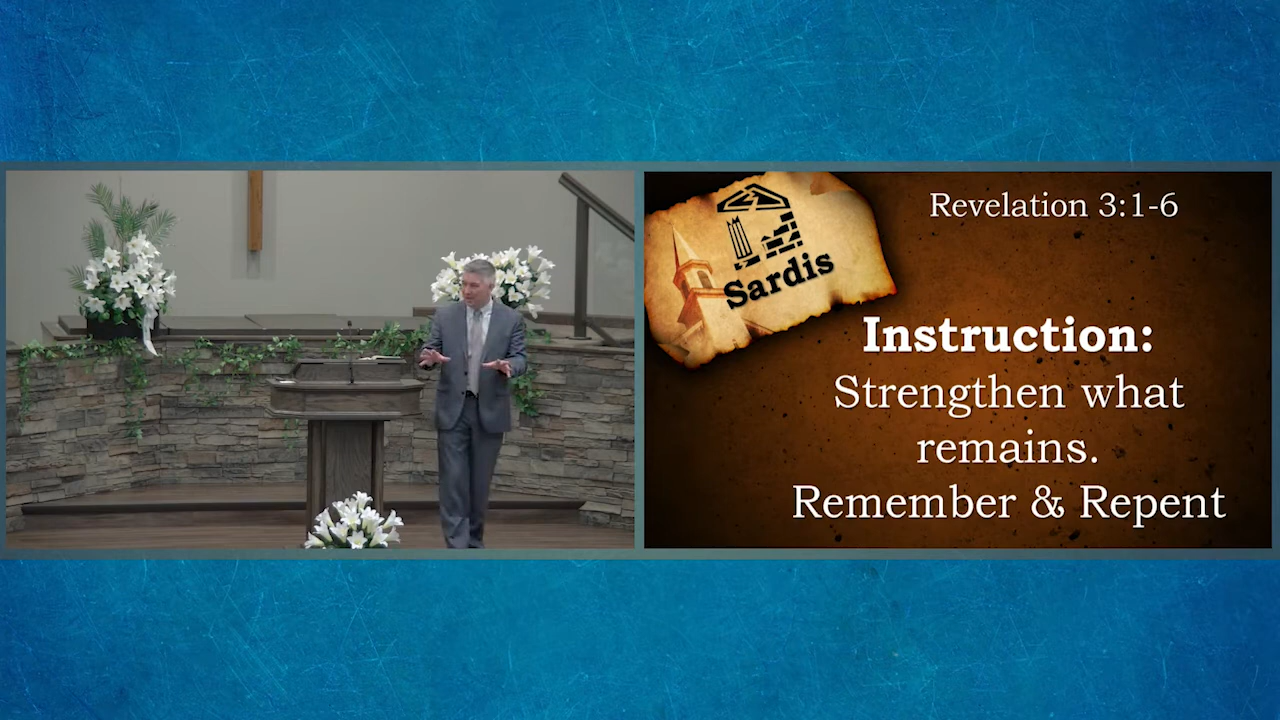 Revelation 3:1-6
Sardis
Instruction:
Strengthen what
remains.
Remember & Repent